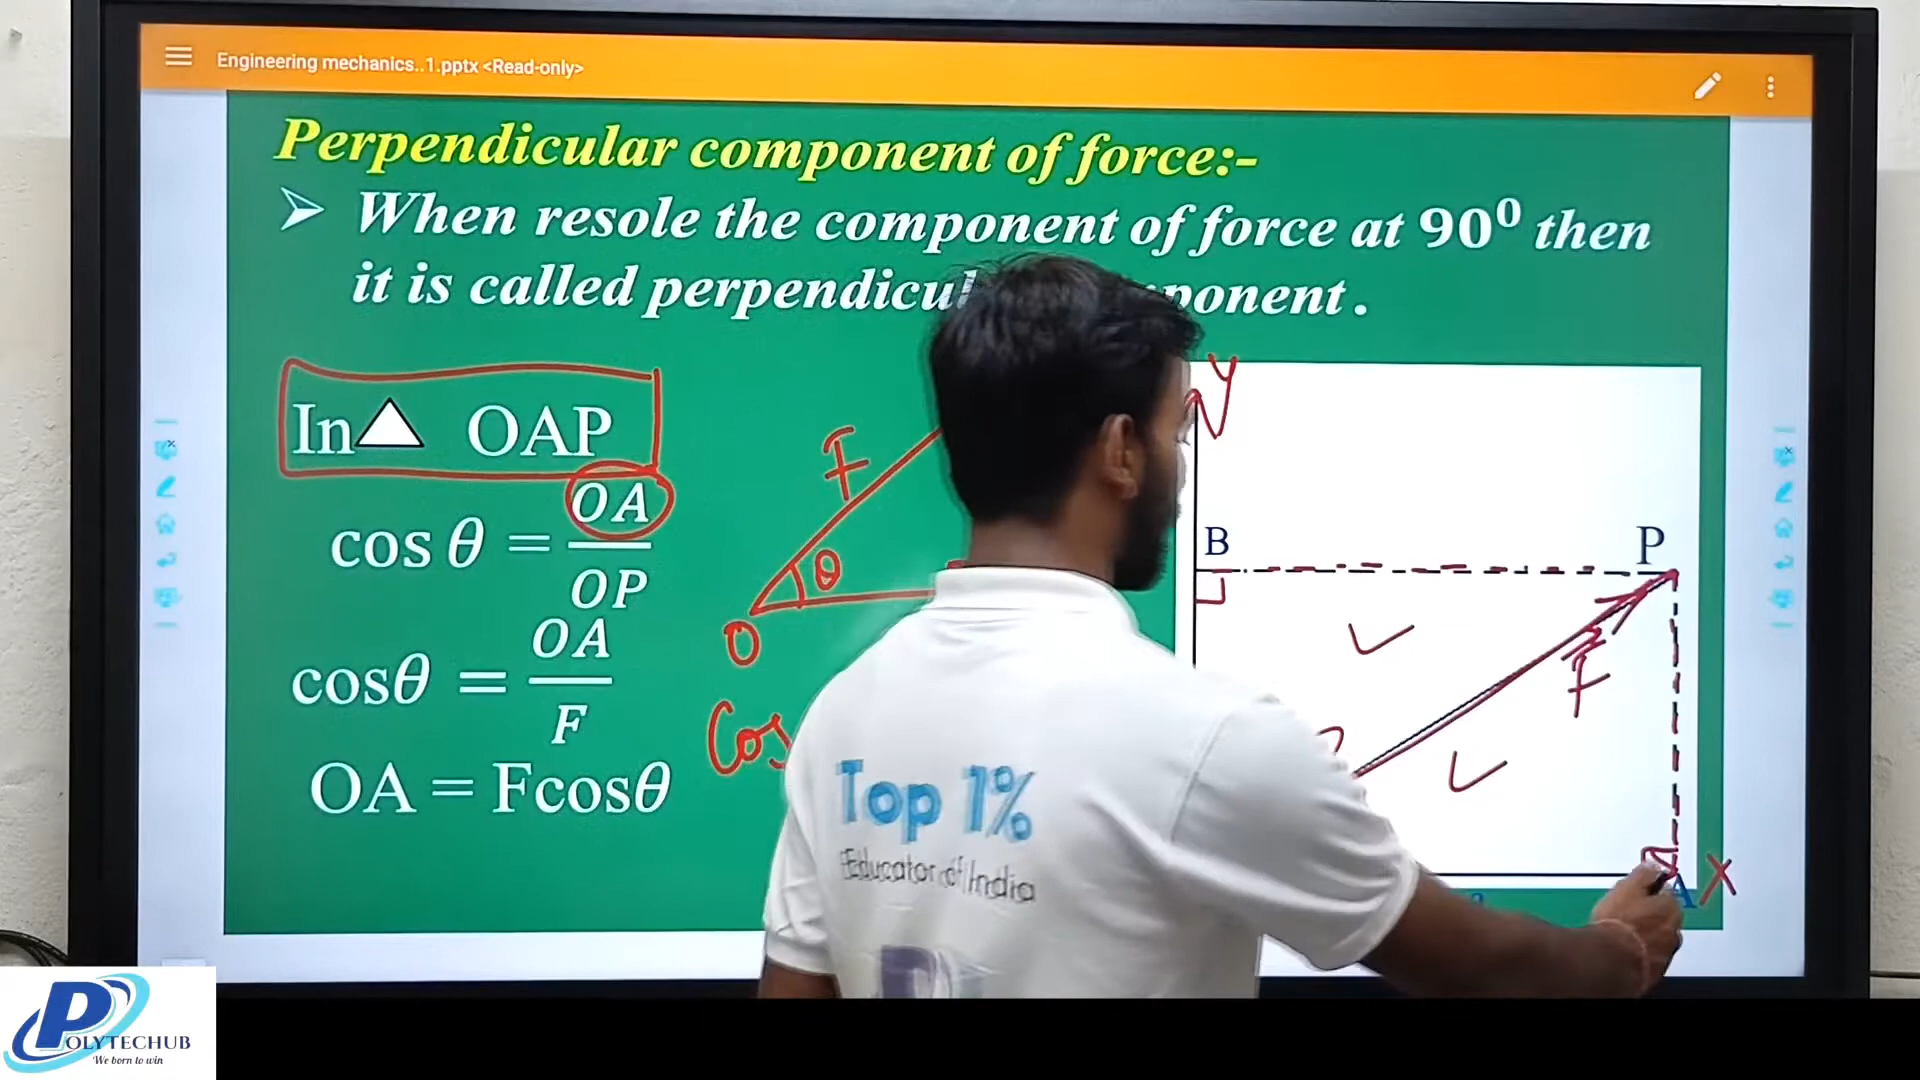 Engineering mechanics..1.pptx <Read-only>
Perpendicular component of force:-
When resole the component of force at 90⁰ then
it is called ponent .
In OAP
cos θ = OA
OP
cosθ = OA
F
OA = Fcosθ
F
θ
O
Cos
Y
B
P
F
A X
Top 1%
Educator of India
POLYTECHUB
We born to win